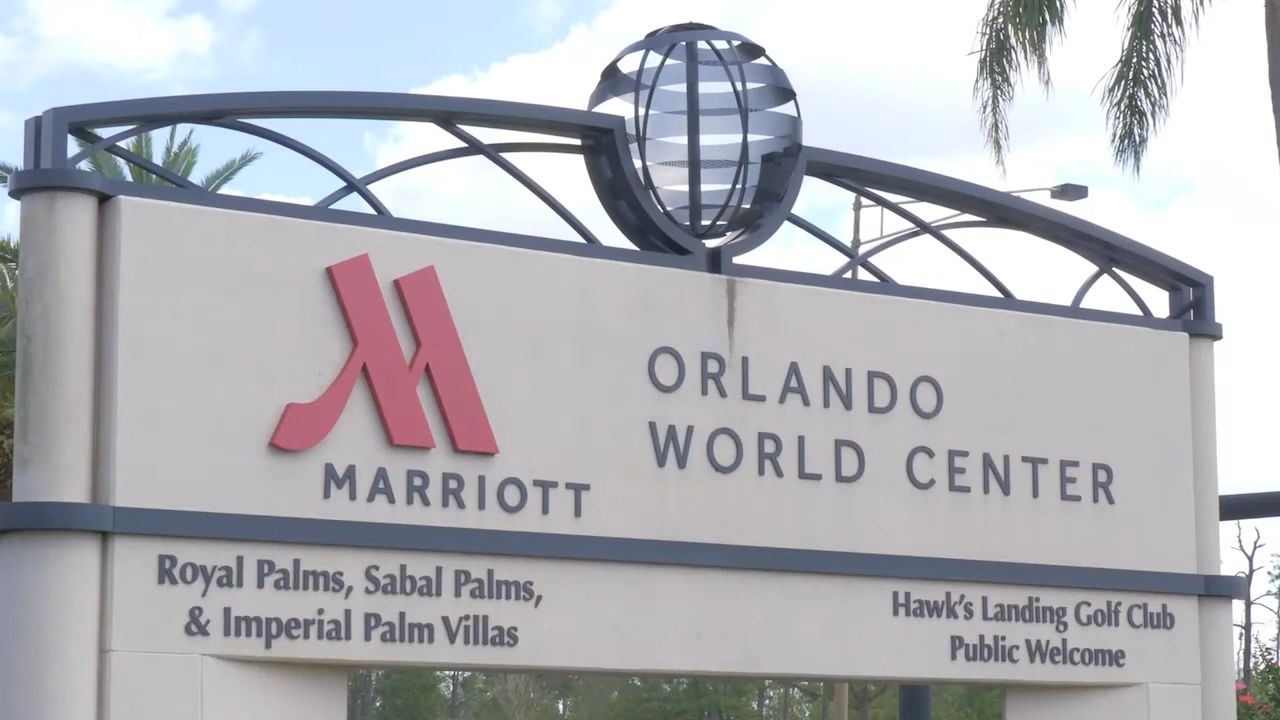 MARRIOTT
ORLANDO
WORLD CENTER
Royal Palms, Sabal Palms,
& Imperial Palm Villas
Hawk's Landing Golf Club
Public Welcome